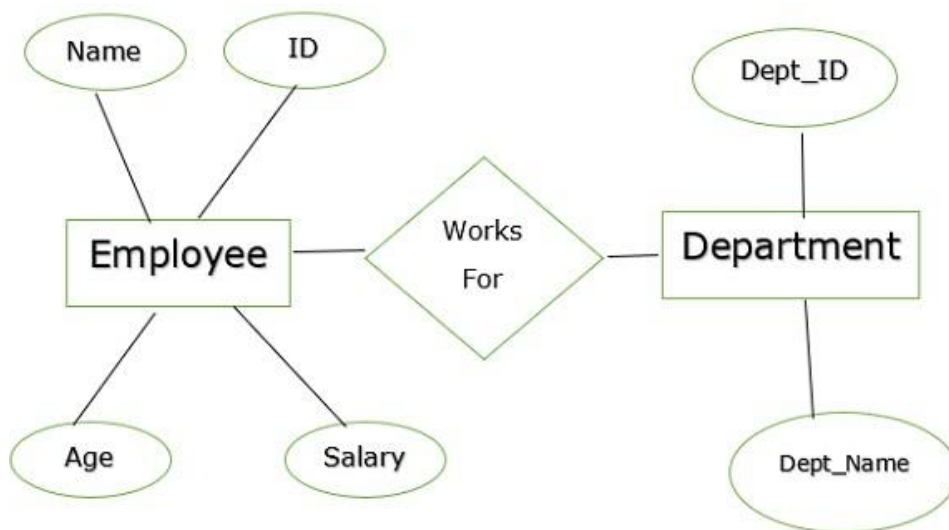 Name
ID
Dept_ID
Employee
Works
For
Department
Age
Salary
Dept_Name